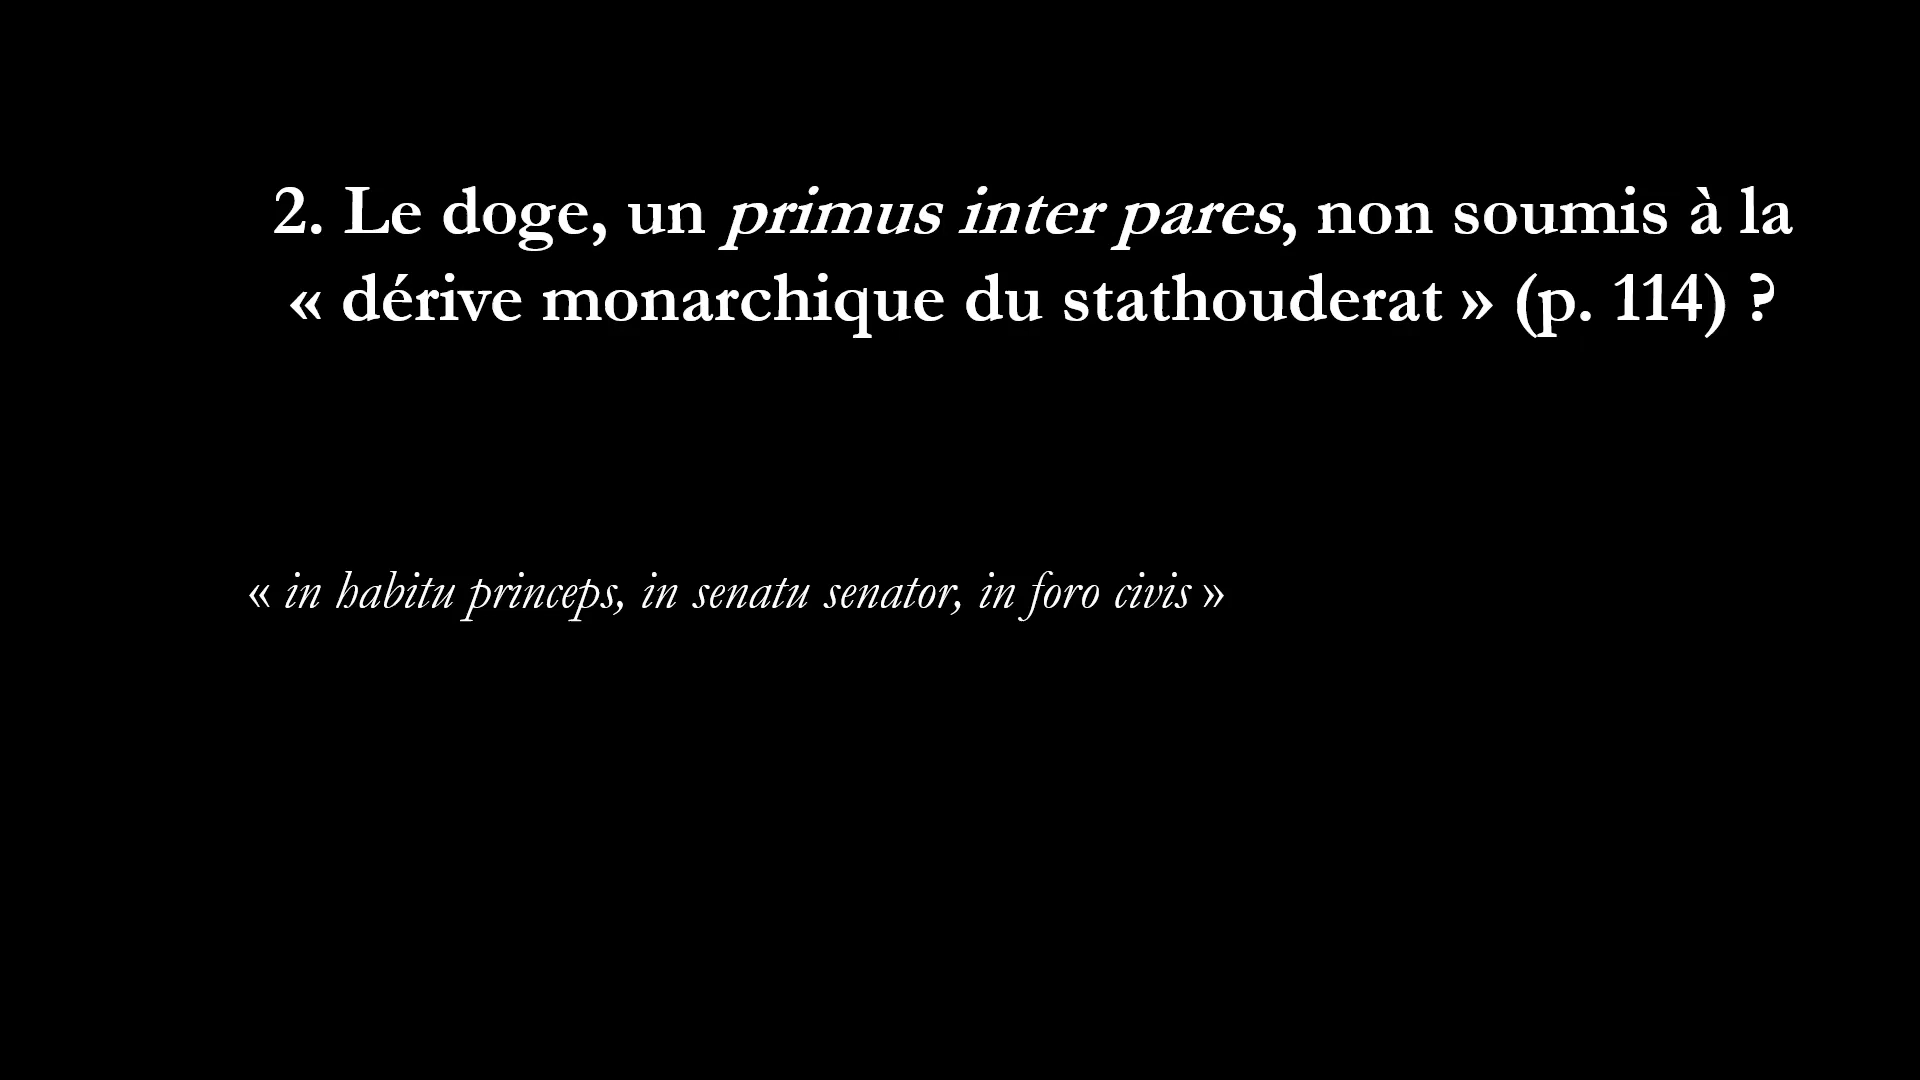 2. Le doge, un primus inter pares, non soumis à la
« dérive monarchique du stathouderat » (p. 114) ?
« in habitu princeps, in senatu senator, in foro civis »